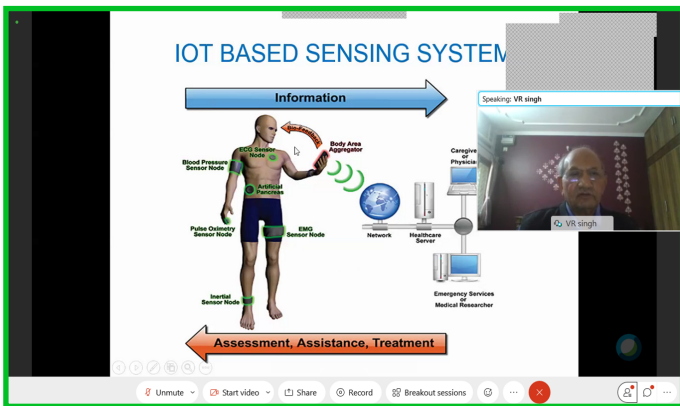 IOT BASED SENSING SYSTEM
Information
Speaking: VR singh
Bio-Feedback
ECG Sensor
Node
Body Area
Aggregator
Blood Pressure
Sensor Node
Artificial
Pancreas
Pulse Oximetry
Sensor Node
EMG
Sensor Node
Inertial
Sensor Node
Network
Healthcare
Server
Caregive
or
Physicia
Emergency Services
or
Medical Researcher
VR singh
Assessment, Assistance, Treatment
Unmute
Start video
Share
Record
Breakout sessions